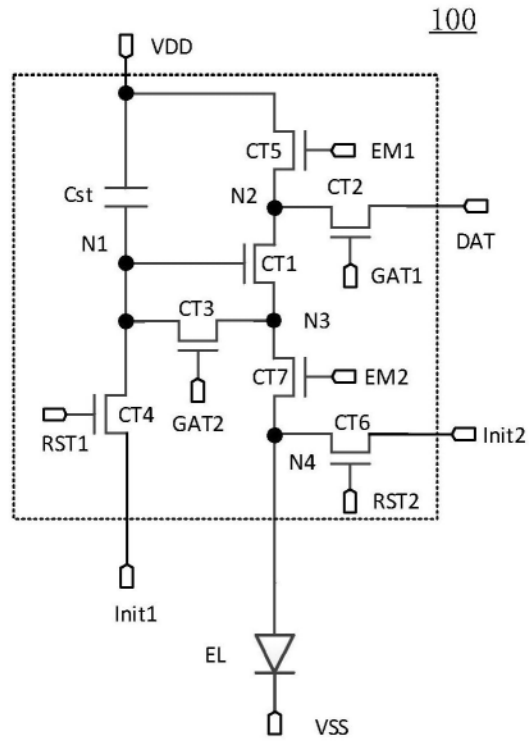 100
VDD
CT5
EM1
Cst
N2
CT2
DAT
N1
CT1
GAT1
CT3
N3
CT7
EM2
CT4
GAT2
CT6
RST1
N4
Init2
RST2
Init1
EL
VSS